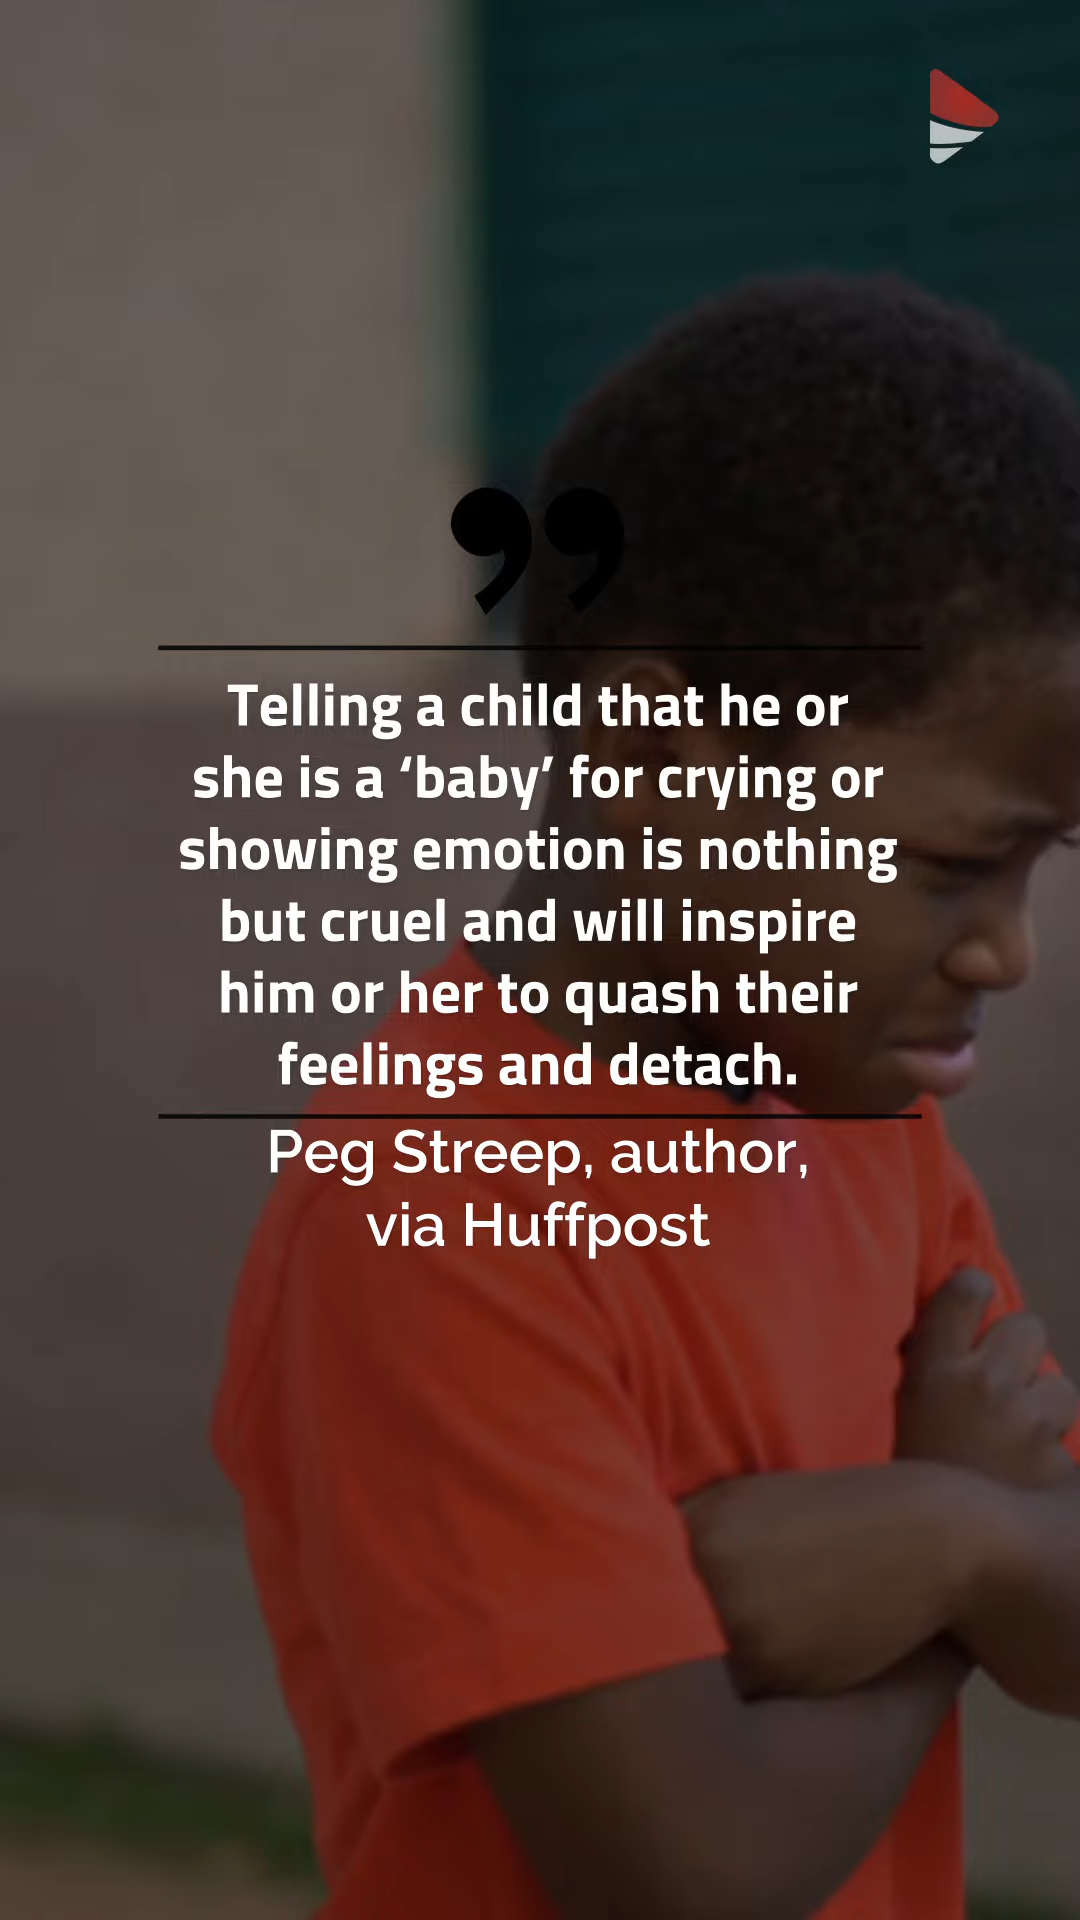 ”
Telling a child that he or
she is a ‘baby’ for crying or
showing emotion is nothing
but cruel and will inspire
him or her to quash their
feelings and detach.
Peg Streep, author,
via Huffpost